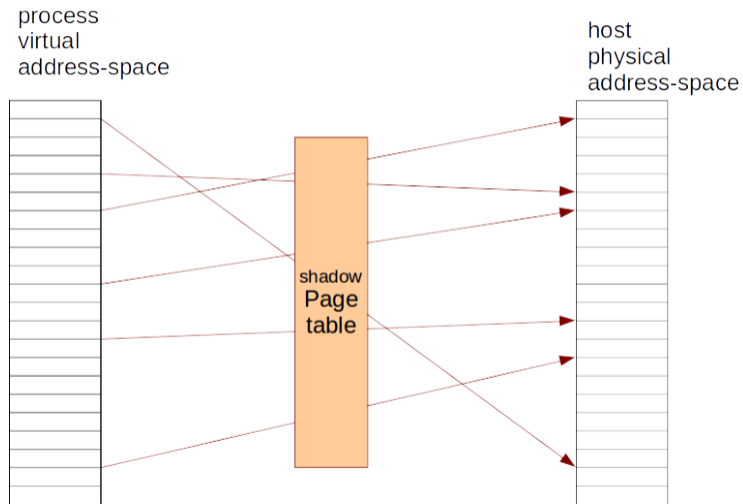 process
virtual
address-space
host
physical
address-space
shadow
Page
table